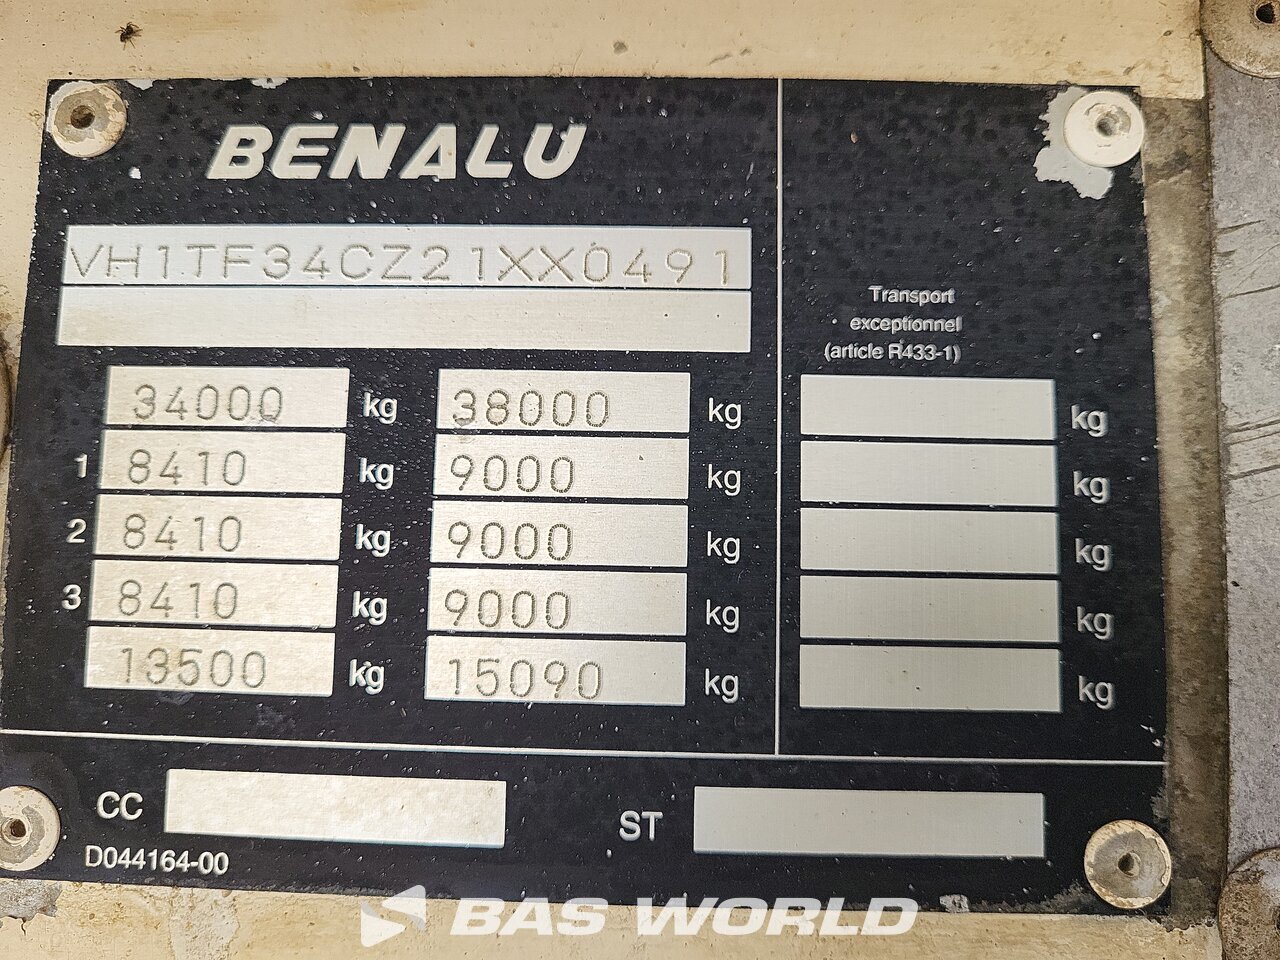 BENALU
VH1TF34CZ21XX0491
Transport
exceptionnel
(article R433-1)
34000 kg 38000 kg kg
1 8410 kg 9000 kg kg
2 8410 kg 9000 kg kg
3 8410 kg 9000 kg kg
13500 kg 15090 kg kg
CC ST
D044164-00
BAS WORLD